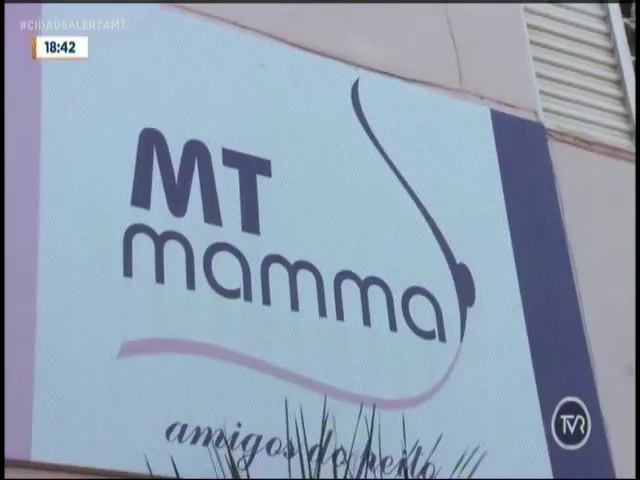 #CIDADEALERTAMT
18:42
MT
mamma
amigos do peito
TVR